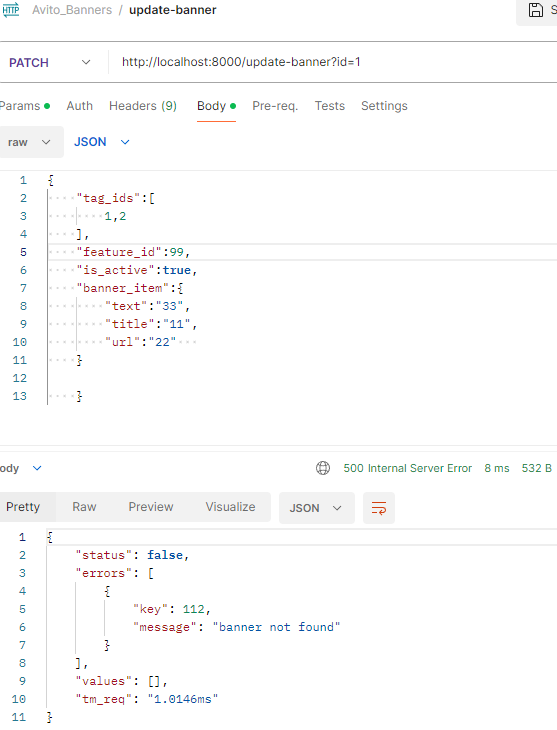 HTTP Avito_Banners / update-banner
PATCH http://localhost:8000/update-banner?id=1
Params Auth Headers (9) Body Pre-req. Tests Settings
raw JSON
1 {
2 "tag_ids":[
3 1,2
4 ],
5 "feature_id":99,
6 "is_active":true,
7 "banner_item":{
8 "text":"33",
9 "title":"11",
10 "url":"22"
11 }
12
13 }
ody 500 Internal Server Error 8 ms 532 B
Pretty Raw Preview Visualize JSON
1 {
2 "status": false,
3 "errors": [
4 {
5 "key": 112,
6 "message": "banner not found"
7 }
8 ],
9 "values": [],
10 "tm_req": "1.0146ms"
11 }